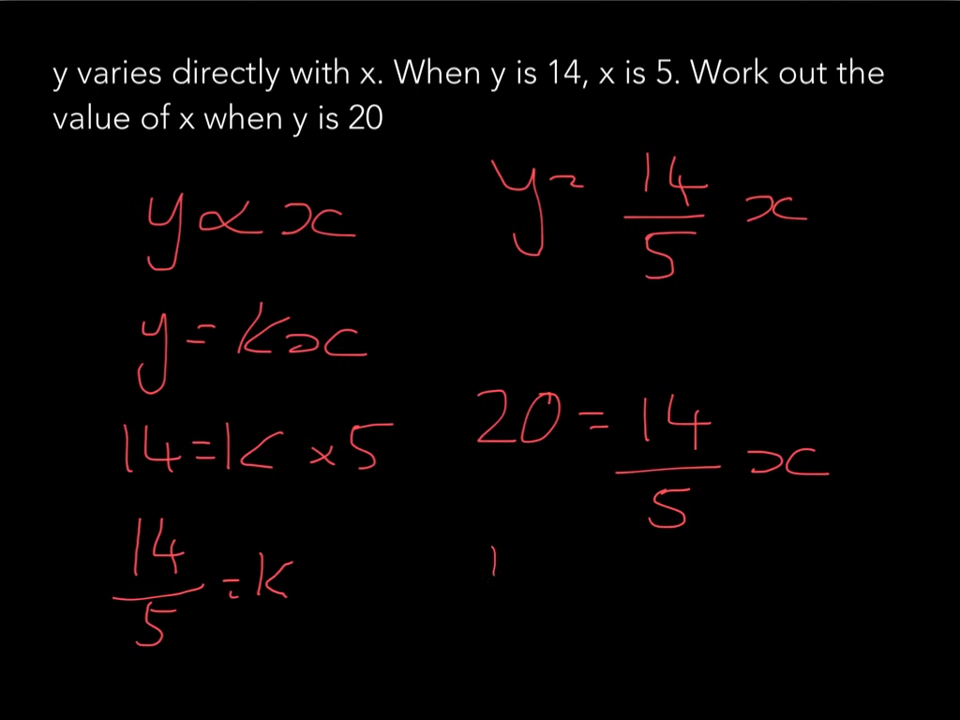 y varies directly with x. When y is 14, x is 5. Work out the
value of x when y is 20
y ∝ x
y = kx
14 = k × 5
14/5 = k
y = 14/5 x
20 = 14/5 x
1